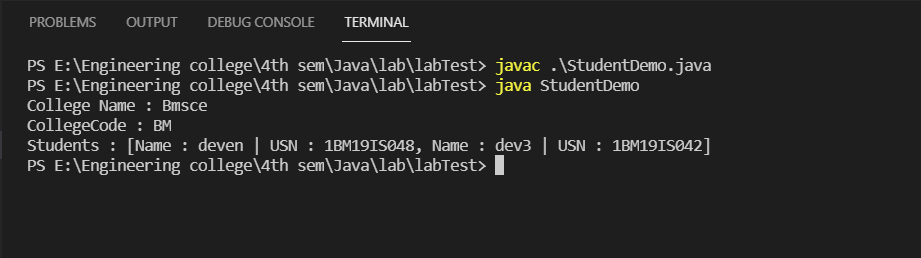 PROBLEMS OUTPUT DEBUG CONSOLE TERMINAL
PS E:\Engineering college\4th sem\Java\lab\labTest> javac .\StudentDemo.java
PS E:\Engineering college\4th sem\Java\lab\labTest> java StudentDemo
College Name : Bmsce
CollegeCode : BM
Students : [Name : deven | USN : 1BM19IS048, Name : dev3 | USN : 1BM19IS042]
PS E:\Engineering college\4th sem\Java\lab\labTest>